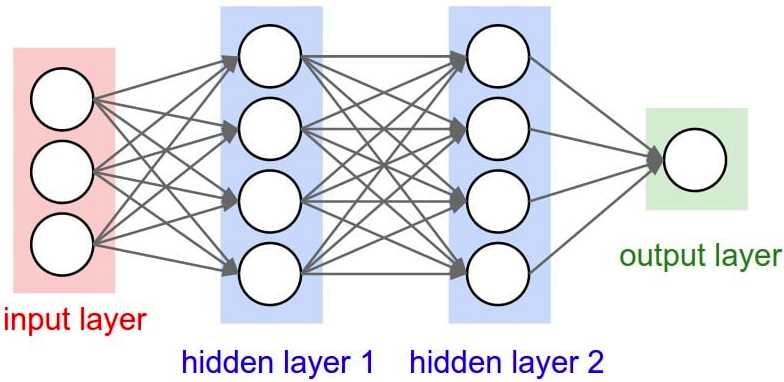 input layer
hidden layer 1
hidden layer 2
output layer